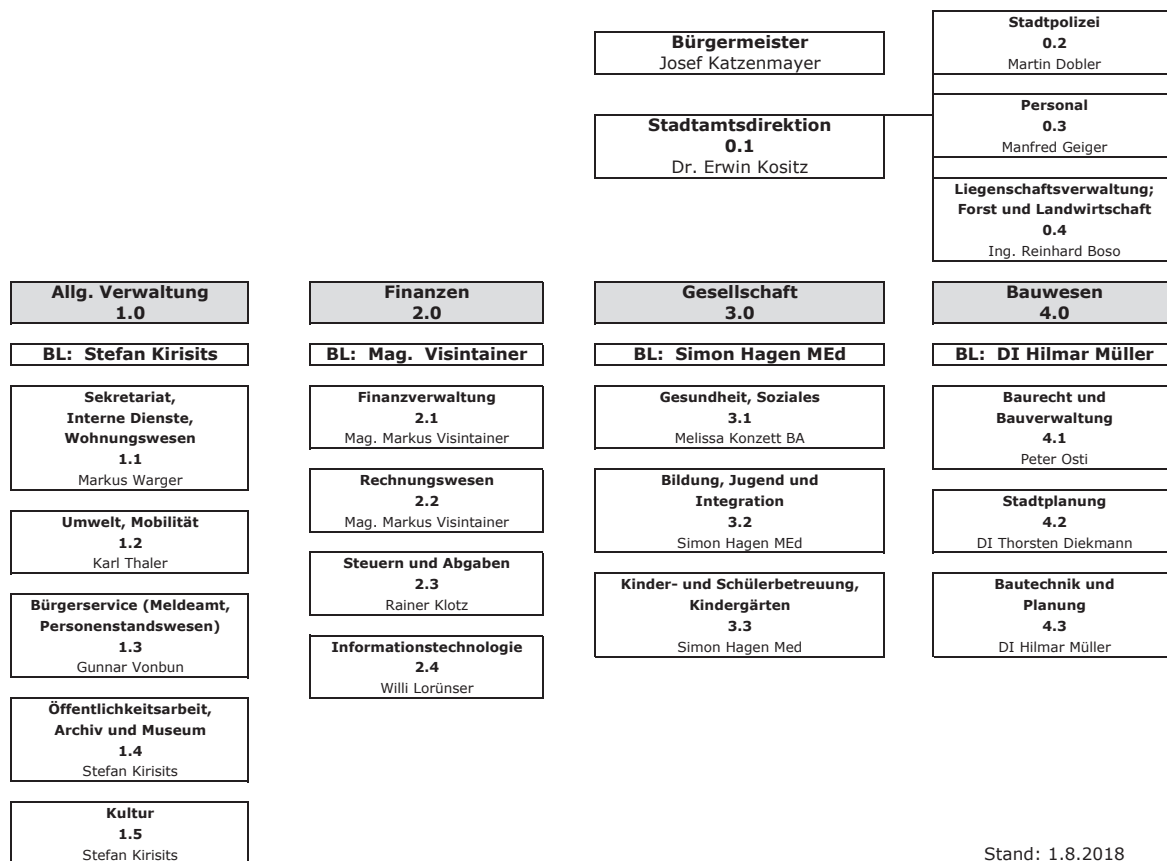 Bürgermeister
Josef Katzenmayer
Stadtamtsdirektion
0.1
Dr. Erwin Kositz
Stadtpolizei
0.2
Martin Dobler
Personal
0.3
Manfred Geiger
Liegenschaftsverwaltung;
Forst und Landwirtschaft
0.4
Ing. Reinhard Boso
Allg. Verwaltung
1.0
BL: Stefan Kirisits
Sekretariat,
Interne Dienste,
Wohnungswesen
1.1
Markus Warger
Umwelt, Mobilität
1.2
Karl Thaler
Bürgerservice (Meldeamt,
Personenstandswesen)
1.3
Gunnar Vonbun
Öffentlichkeitsarbeit,
Archiv und Museum
1.4
Stefan Kirisits
Kultur
1.5
Stefan Kirisits
Finanzen
2.0
BL: Mag. Visintainer
Finanzverwaltung
2.1
Mag. Markus Visintainer
Rechnungswesen
2.2
Mag. Markus Visintainer
Steuern und Abgaben
2.3
Rainer Klotz
Informationstechnologie
2.4
Willi Lorünser
Gesellschaft
3.0
BL: Simon Hagen MEd
Gesundheit, Soziales
3.1
Melissa Konzett BA
Bildung, Jugend und
Integration
3.2
Simon Hagen MEd
Kinder- und Schülerbetreuung,
Kindergärten
3.3
Simon Hagen Med
Bauwesen
4.0
BL: DI Hilmar Müller
Baurecht und
Bauverwaltung
4.1
Peter Osti
Stadtplanung
4.2
DI Thorsten Diekmann
Bautechnik und
Planung
4.3
DI Hilmar Müller
Stand: 1.8.2018